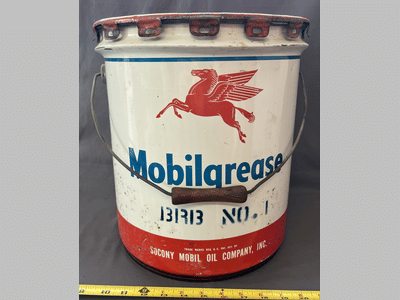 Mobilgrease
BRB NO. 1
SOCONY MOBIL OIL COMPANY, INC.